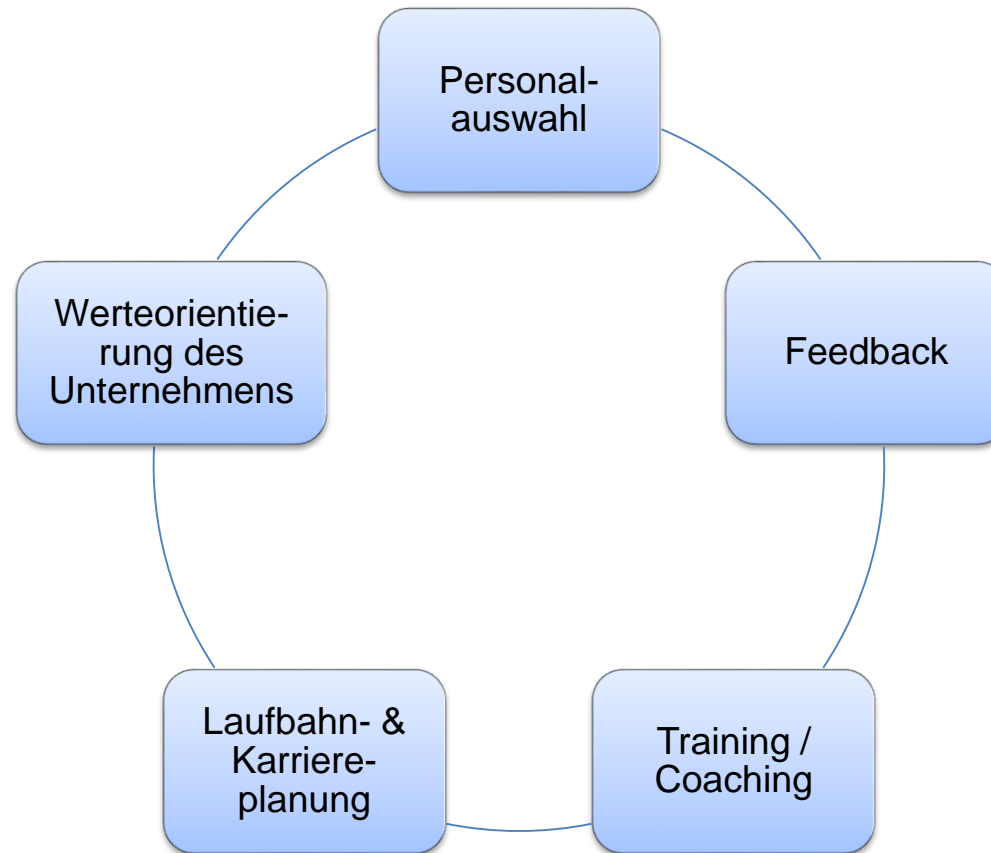 Personal-
auswahl
Feedback
Training /
Coaching
Laufbahn- &
Karriere-
planung
Werteorientie-
rung des
Unternehmens